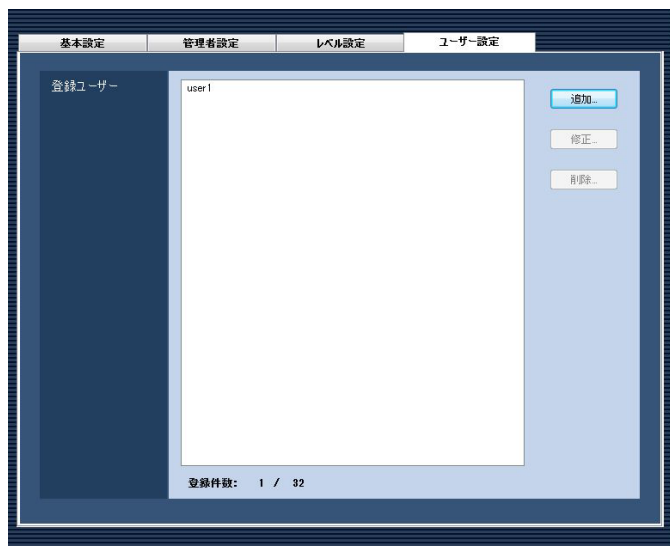 基本設定 管理者設定 レベル設定 ユーザー設定
登録ユーザー
user1
追加...
修正...
削除...
登録件数: 1 / 32